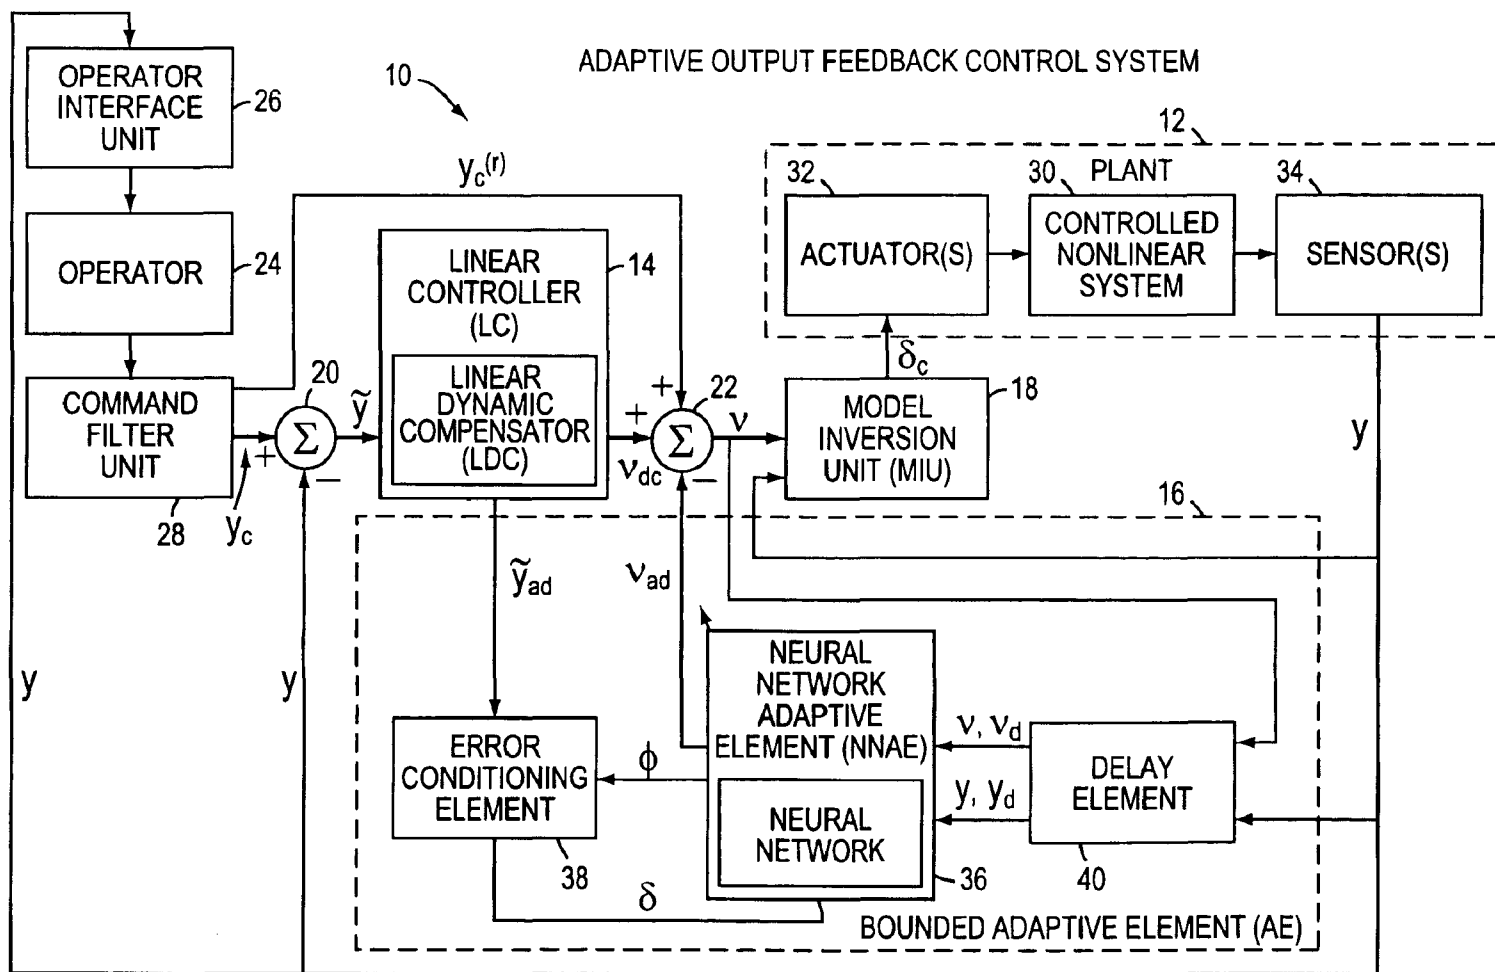 ADAPTIVE OUTPUT FEEDBACK CONTROL SYSTEM
10
OPERATOR
INTERFACE
UNIT
26
OPERATOR
24
COMMAND
FILTER
UNIT
28
y_c
+
20
Σ
−
ỹ
y_c^(r)
LINEAR
CONTROLLER
(LC)
14
LINEAR
DYNAMIC
COMPENSATOR
(LDC)
+
ν_dc
+
22
Σ
−
ν
12
PLANT
32
ACTUATOR(S)
30
CONTROLLED
NONLINEAR
SYSTEM
34
SENSOR(S)
δ_c
MODEL
INVERSION
UNIT (MIU)
18
y
16
ỹ_ad
ν_ad
NEURAL
NETWORK
ADAPTIVE
ELEMENT (NNAE)
NEURAL
NETWORK
36
ν, ν_d
y, y_d
DELAY
ELEMENT
40
ERROR
CONDITIONING
ELEMENT
38
ϕ
δ
y
y
BOUNDED ADAPTIVE ELEMENT (AE)